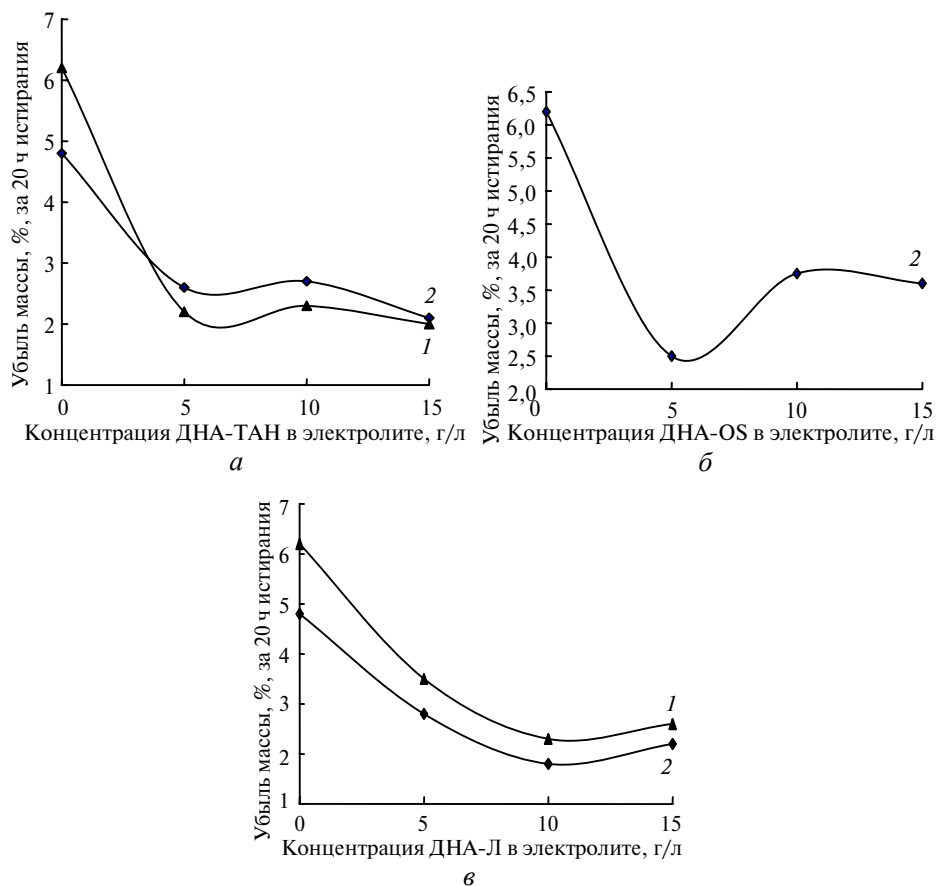 Убыль массы, %, за 20 ч истирания
7
6
5
4
3
2
1
0 5 10 15
2
1
Концентрация ДНА-ТАН в электролите, г/л
а
Убыль массы, %, за 20 ч истирания
6,5
6,0
5,5
5,0
4,5
4,0
3,5
3,0
2,5
2,0
0 5 10 15
2
Концентрация ДНА-OS в электролите, г/л
б
Убыль массы, %, за 20 ч истирания
7
6
5
4
3
2
1
0 5 10 15
1
2
Концентрация ДНА-Л в электролите, г/л
в